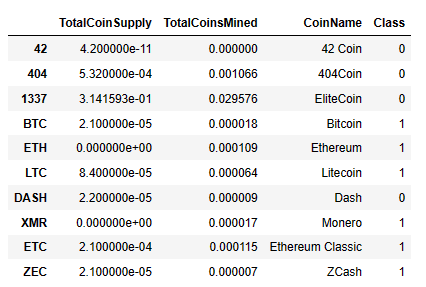 TotalCoinSupply TotalCoinsMined CoinName Class
42 4.200000e-11 0.000000 42 Coin 0
404 5.320000e-04 0.001066 404Coin 0
1337 3.141593e-01 0.029576 EliteCoin 0
BTC 2.100000e-05 0.000018 Bitcoin 1
ETH 0.000000e+00 0.000109 Ethereum 1
LTC 8.400000e-05 0.000064 Litecoin 1
DASH 2.200000e-05 0.000009 Dash 0
XMR 0.000000e+00 0.000017 Monero 1
ETC 2.100000e-04 0.000115 Ethereum Classic 1
ZEC 2.100000e-05 0.000007 ZCash 1